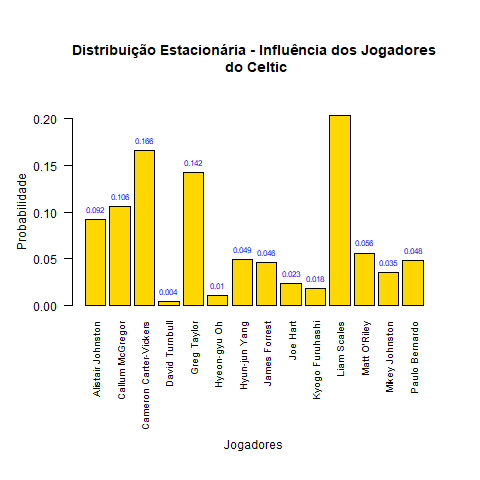 Distribuição Estacionária - Influência dos Jogadores
do Celtic
Probabilidade
0.20
0.15
0.10
0.05
0.00
0.092
0.106
0.166
0.004
0.142
0.01
0.049
0.046
0.023
0.018
0.056
0.035
0.048
Alistair Johnston
Callum McGregor
Cameron Carter-Vickers
David Turnbull
Greg Taylor
Hyeon-gyu Oh
Hyun-jun Yang
James Forrest
Joe Hart
Kyogo Furuhashi
Liam Scales
Matt O'Riley
Mikey Johnston
Paulo Bernardo
Jogadores